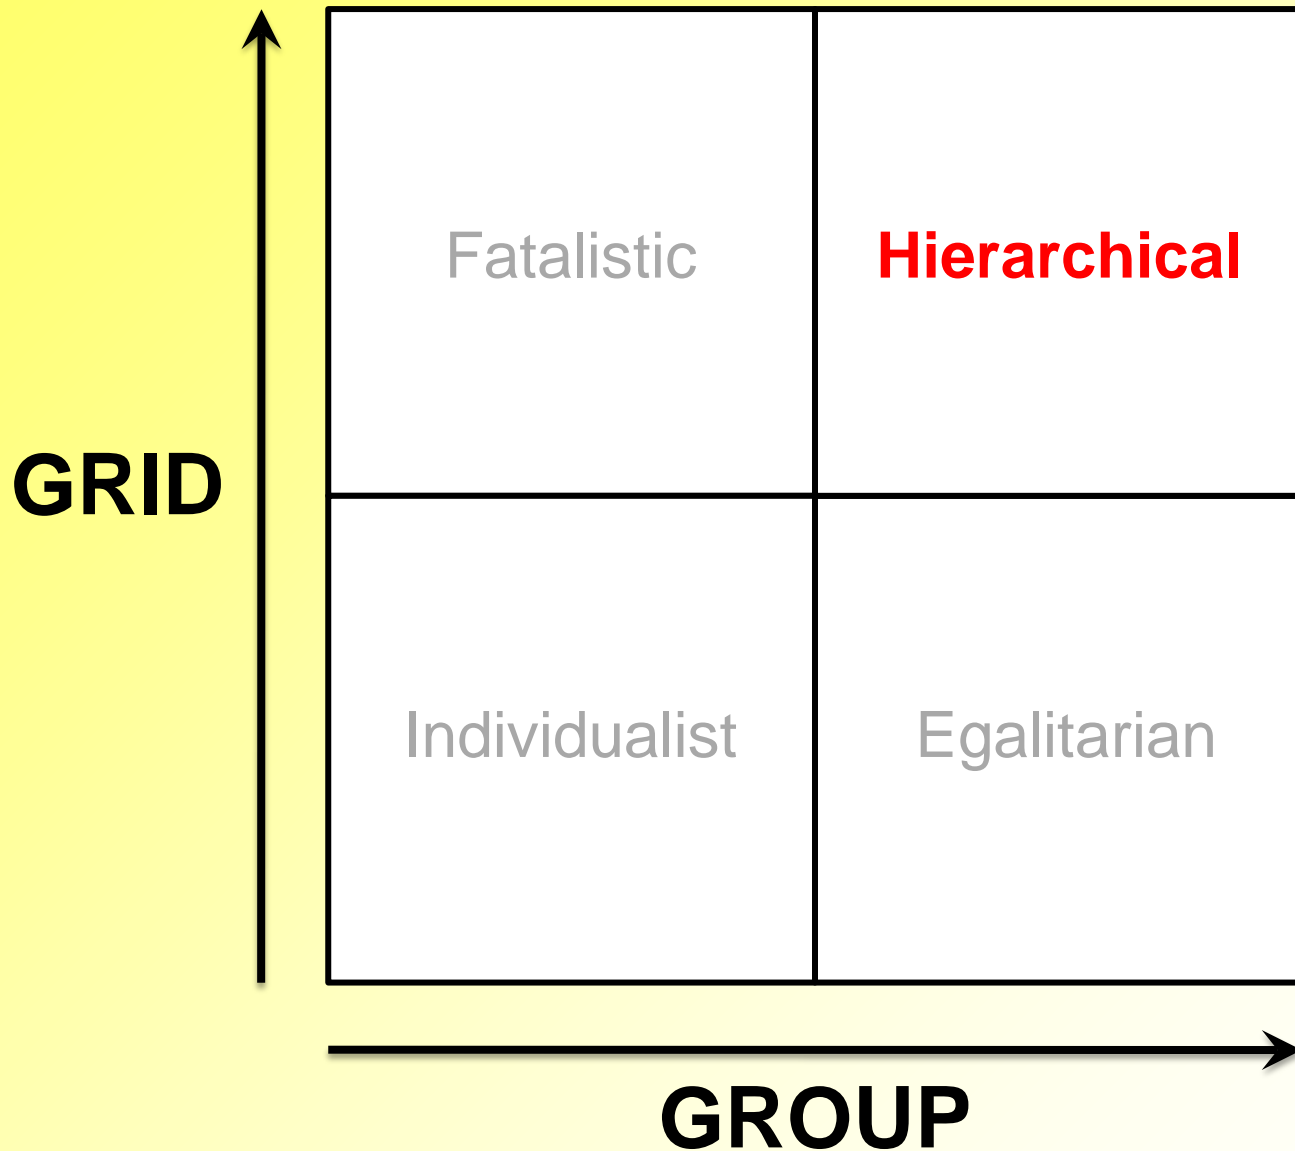 Fatalistic
Hierarchical
GRID
Individualist
Egalitarian
GROUP